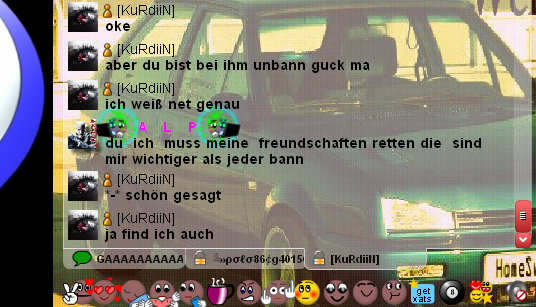 [KuRdiiN]
oke
[KuRdiiN]
aber du bist bei ihm unbann guck ma
[KuRdiiN]
ich weiß net genau
A L P
du ich muss meine freundschaften retten die sind
mir wichtiger als jeder bann
[KuRdiiN]
*-* schön gesagt
[KuRdiiN]
ja find ich auch
GAAAAAAAAAA
[KuRdiiN]
get
xats
8
HomeSw